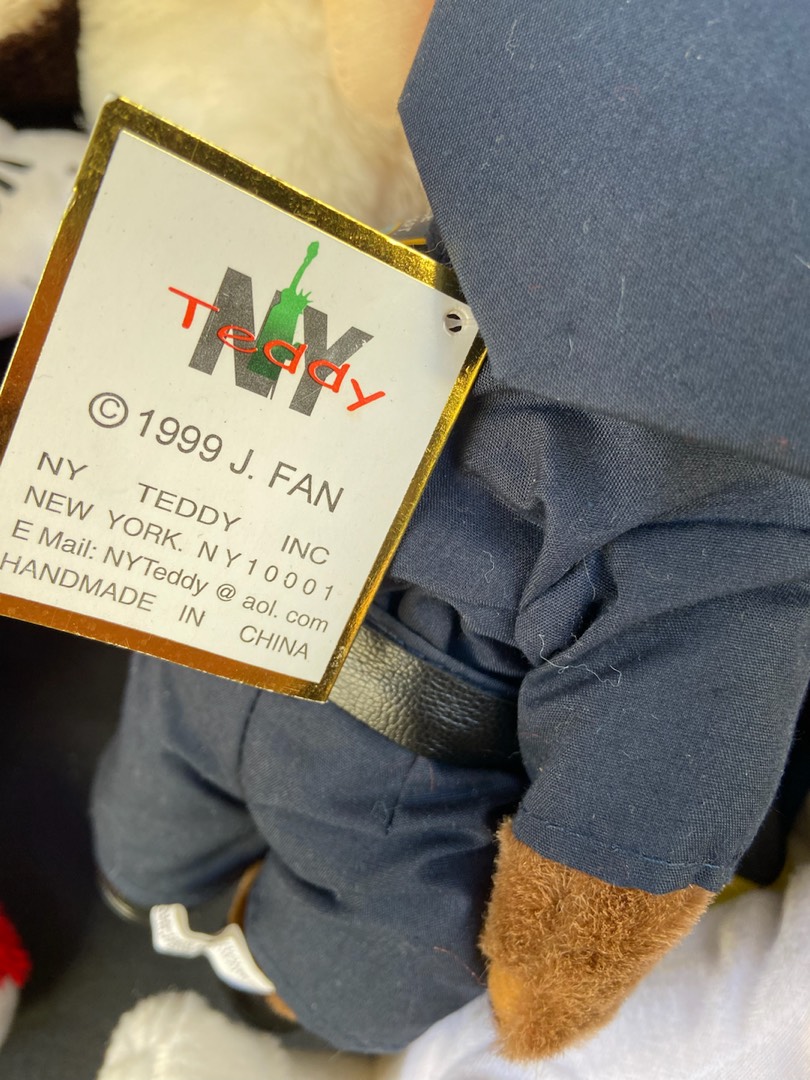 NY
Teddy
© 1999 J. FAN
NY TEDDY INC
NEW YORK. NY10001
E Mail: NYTeddy @ aol. com
HANDMADE IN CHINA